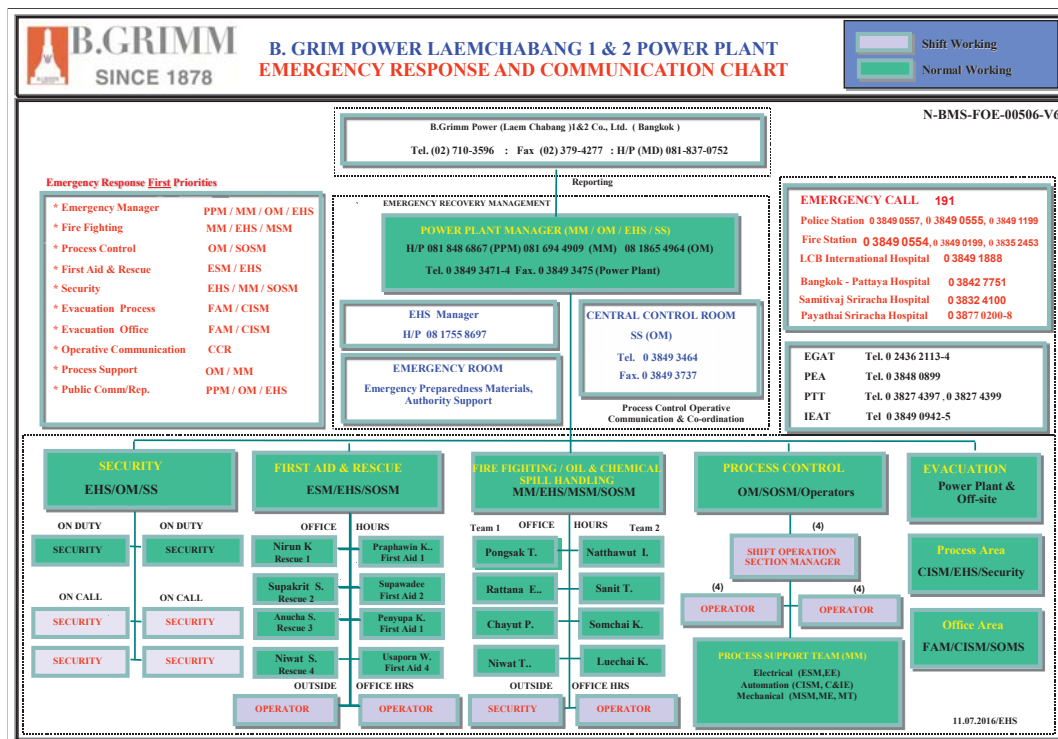 B.GRIMM
SINCE 1878
B. GRIM POWER LAEMCHABANG 1 & 2 POWER PLANT
EMERGENCY RESPONSE AND COMMUNICATION CHART
Shift Working
Normal Working
N-BMS-FOE-00506-V6
B.Grimm Power (Laem Chabang )1&2 Co., Ltd. ( Bangkok )
Tel. (02) 710-3596 : Fax (02) 379-4277 : H/P (MD) 081-837-0752
Reporting
Emergency Response First Priorities
* Emergency Manager PPM / MM / OM / EHS
* Fire Fighting MM / EHS / MSM
* Process Control OM / SOSM
* First Aid & Rescue ESM / EHS
* Security EHS / MM / SOSM
* Evacuation Process FAM / CISM
* Evacuation Office FAM / CISM
* Operative Communication CCR
* Process Support OM / MM
* Public Comm/Rep. PPM / OM / EHS
EMERGENCY RECOVERY MANAGEMENT
POWER PLANT MANAGER (MM / OM / EHS / SS)
H/P 081 848 6867 (PPM) 081 694 4909 (MM) 08 1865 4964 (OM)
Tel. 0 3849 3471-4 Fax. 0 3849 3475 (Power Plant)
EHS Manager
H/P 08 1755 8697
EMERGENCY ROOM
Emergency Preparedness Materials,
Authority Support
CENTRAL CONTROL ROOM
SS (OM)
Tel. 0 3849 3464
Fax. 0 3849 3737
Process Control Operative
Communication & Co-ordination
EMERGENCY CALL 191
Police Station 0 3849 0557, 0 3849 0555, 0 3849 1199
Fire Station 0 3849 0554, 0 3849 0199, 0 3835 2453
LCB International Hospital 0 3849 1888
Bangkok - Pattaya Hospital 0 3842 7751
Samitivaj Sriracha Hospital 0 3832 4100
Payathai Sriracha Hospital 0 3877 0200-8
EGAT Tel. 0 2436 2113-4
PEA Tel. 0 3848 0899
PTT Tel. 0 3827 4397 , 0 3827 4399
IEAT Tel 0 3849 0942-5
SECURITY
EHS/OM/SS
ON DUTY ON DUTY
SECURITY SECURITY
ON CALL ON CALL
SECURITY SECURITY
SECURITY SECURITY
FIRST AID & RESCUE
ESM/EHS/SOSM
OFFICE HOURS
Nirun K
Rescue 1
Praphawin K..
First Aid 1
Supakrit S.
Rescue 2
Supawadee
First Aid 2
Anucha S.
Rescue 3
Penyupa K.
First Aid 1
Niwat S.
Rescue 4
Usaporn W.
First Aid 4
OUTSIDE OFFICE HRS
OPERATOR OPERATOR
FIRE FIGHTING / OIL & CHEMICAL
SPILL HANDLING
MM/EHS/MSM/SOSM
Team 1 OFFICE HOURS Team 2
Pongsak T. Natthawut I.
Rattana E.. Sanit T.
Chayut P. Somchai K.
Niwat T.. Luechai K.
OUTSIDE OFFICE HRS
SECURITY OPERATOR
PROCESS CONTROL
OM/SOSM/Operators
(4)
SHIFT OPERATION
SECTION MANAGER
(4) (4)
OPERATOR OPERATOR
PROCESS SUPPORT TEAM (MM)
Electrical (ESM,EE)
Automation (CISM, C&IE)
Mechanical (MSM,ME, MT)
EVACUATION
Power Plant &
Off-site
Process Area
CISM/EHS/Security
Office Area
FAM/CISM/SOMS
11.07.2016/EHS